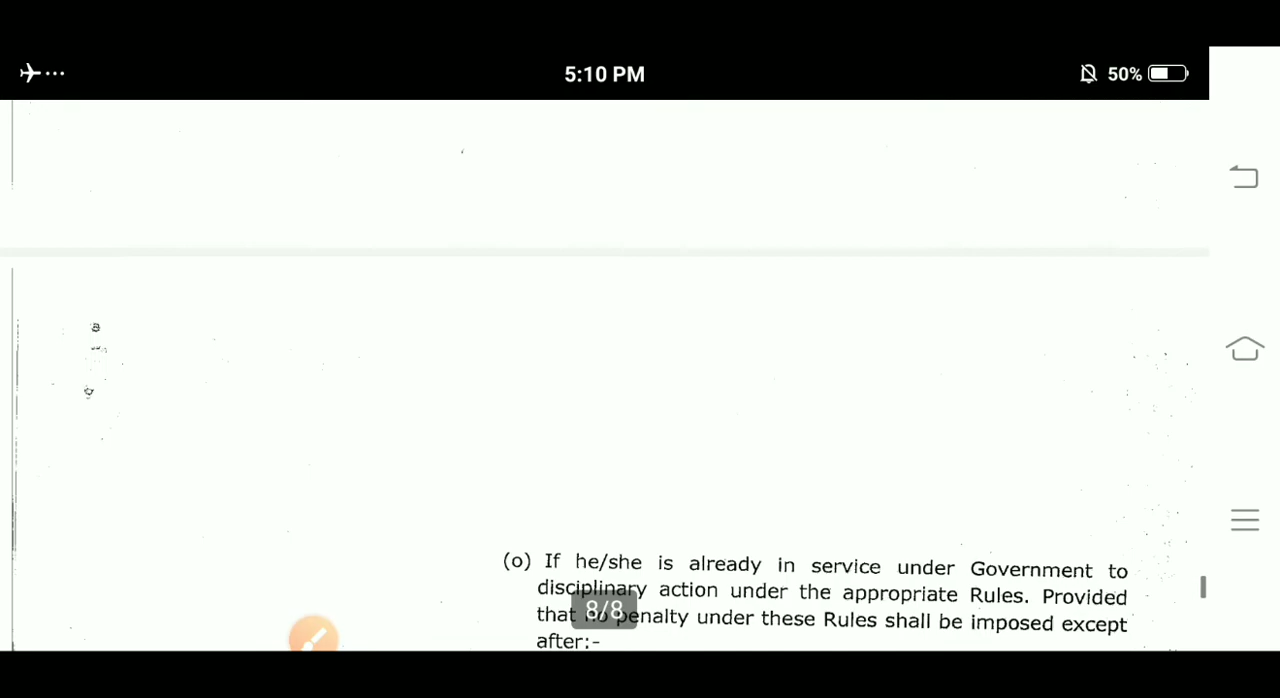 5:10 PM
50%
(o) If he/she is already in service under Government to
disciplinary action under the appropriate Rules. Provided
that no penalty under these Rules shall be imposed except
after:-
8/8